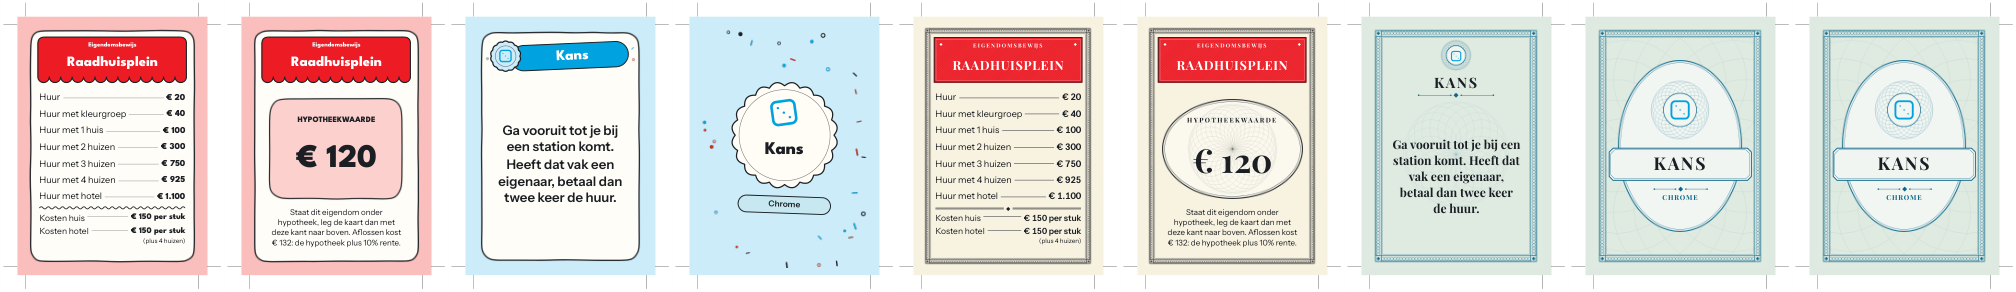 Eigendomsbewijs
Raadhuisplein
Huur € 20
Huur met kleurgroep € 40
Huur met 1 huis € 100
Huur met 2 huizen € 300
Huur met 3 huizen € 750
Huur met 4 huizen € 925
Huur met hotel € 1.100
Kosten huis € 150 per stuk
Kosten hotel € 150 per stuk
(plus 4 huizen)
Eigendomsbewijs
Raadhuisplein
HYPOTHEEKWAARDE
€ 120
Staat dit eigendom onder
hypotheek, leg de kaart dan met
deze kant naar boven. Aflossen kost
€ 132: de hypotheek plus 10% rente.
Kans
Ga vooruit tot je bij
een station komt.
Heeft dat vak een
eigenaar, betaal dan
twee keer de huur.
Kans
Chrome
EIGENDOMSBEWIJS
RAADHUISPLEIN
Huur € 20
Huur met kleurgroep € 40
Huur met 1 huis € 100
Huur met 2 huizen € 300
Huur met 3 huizen € 750
Huur met 4 huizen € 925
Huur met hotel € 1.100
Kosten huis € 150 per stuk
Kosten hotel € 150 per stuk
(plus 4 huizen)
EIGENDOMSBEWIJS
RAADHUISPLEIN
HYPOTHEEKWAARDE
€ 120
Staat dit eigendom onder
hypotheek, leg de kaart dan met
deze kant naar boven. Aflossen kost
€ 132: de hypotheek plus 10% rente.
KANS
Ga vooruit tot je bij een
station komt. Heeft dat
vak een eigenaar,
betaal dan twee keer
de huur.
KANS
CHROME
KANS
CHROME